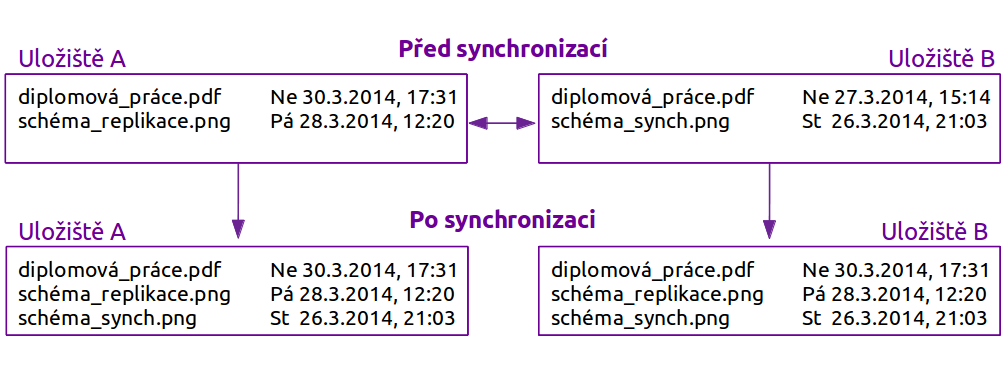 Před synchronizací
Uložiště A
Uložiště B
diplomová_práce.pdf Ne 30.3.2014, 17:31
schéma_replikace.png Pá 28.3.2014, 12:20
diplomová_práce.pdf Ne 27.3.2014, 15:14
schéma_synch.png St 26.3.2014, 21:03
Po synchronizaci
Uložiště A
Uložiště B
diplomová_práce.pdf Ne 30.3.2014, 17:31
schéma_replikace.png Pá 28.3.2014, 12:20
schéma_synch.png St 26.3.2014, 21:03
diplomová_práce.pdf Ne 30.3.2014, 17:31
schéma_replikace.png Pá 28.3.2014, 12:20
schéma_synch.png St 26.3.2014, 21:03